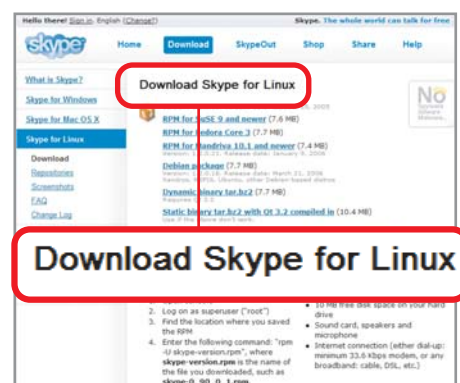 Hello there! Sign in. English (Change?)
Skype. The whole world can talk for free
skype
Home Download SkypeOut Shop Share Help
What is Skype?
Skype for Windows
Skype for Mac OS X
Skype for Linux
Download
Repositories
Screenshots
FAQ
Change Log
Download Skype for Linux
No
RPM for SuSE 9 and newer (7.6 MB)
RPM for Fedora Core 3 (7.7 MB)
RPM for Mandriva 10.1 and newer (7.4 MB)
Debian package (7.7 MB)
Dynamic binary tar.bz2 (7.7 MB)
Static binary tar.bz2 with Qt 3.2 compiled in (10.4 MB)
Download Skype for Linux
2. Log on as superuser ("root")
3. Find the location where you saved
the RPM
4. Enter the following command: "rpm
-U skype-version.rpm", where
skype-version.rpm is the name of
the file you downloaded, such as
skype-0_90_0_1.rpm
• 10 MB free disk space on your hard
drive
• Sound card, speakers and
microphone
• Internet connection (either dial-up:
minimum 33.6 kbps modem, or any
broadband: cable, DSL, etc.)